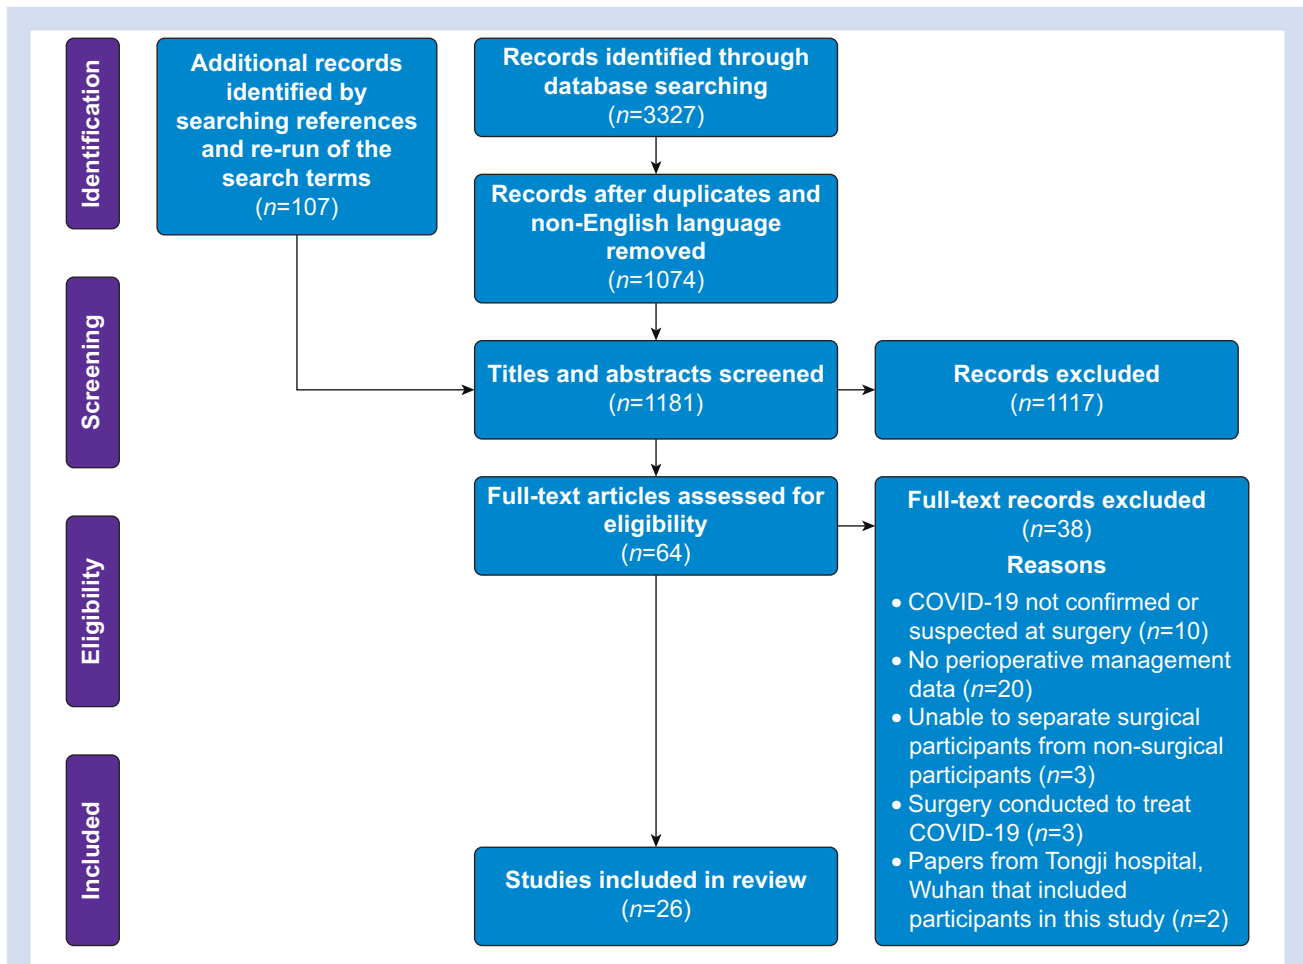 Identification
Additional records
identified by
searching references
and re-run of the
search terms
(n=107)
Records identified through
database searching
(n=3327)
Records after duplicates and
non-English language
removed
(n=1074)
Screening
Titles and abstracts screened
(n=1181)
Records excluded
(n=1117)
Eligibility
Full-text articles assessed for
eligibility
(n=64)
Full-text records excluded
(n=38)
Reasons
• COVID-19 not confirmed or
suspected at surgery (n=10)
• No perioperative management
data (n=20)
• Unable to separate surgical
participants from non-surgical
participants (n=3)
• Surgery conducted to treat
COVID-19 (n=3)
• Papers from Tongji hospital,
Wuhan that included
participants in this study (n=2)
Included
Studies included in review
(n=26)